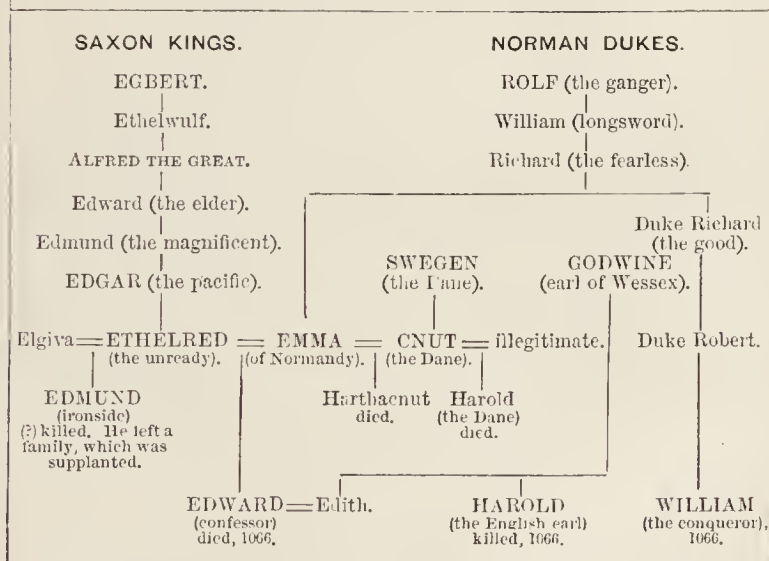 SAXON KINGS.
NORMAN DUKES.
EGBERT.
ROLF (the ganger).
Ethelwulf.
William (longsword).
ALFRED THE GREAT.
Richard (the fearless).
Edward (the elder).
Duke Richard
(the good).
Edmund (the magnificent).
SWEGEN
(the Dane).
GODWINE
(earl of Wessex).
EDGAR (the pacific).
Elgiva=ETHELRED = EMMA = CNUT = illegitimate.
(the unready). (of Normandy). (the Dane).
Duke Robert.
EDMUND
(ironside)
(?) killed. He left a
family, which was
supplanted.
Harthacnut
died.
Harold
(the Dane)
died.
EDWARD=Edith.
(confessor)
died, 1066.
HAROLD
(the English earl)
killed, 1066.
WILLIAM
(the conqueror),
1066.